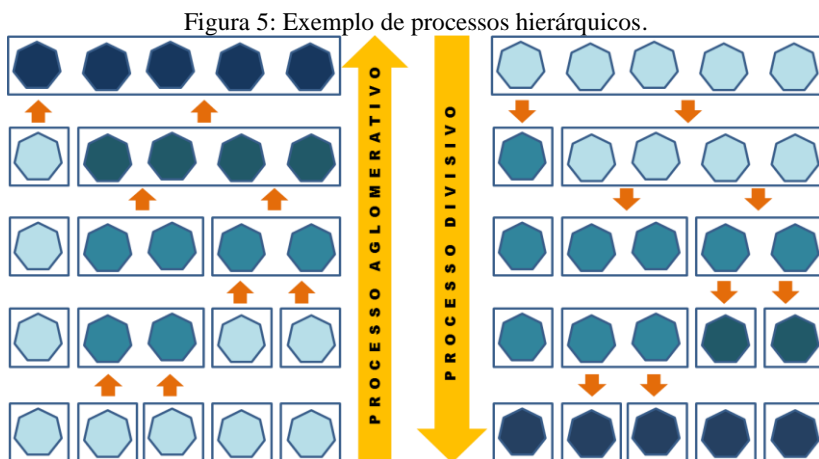 Figura 5: Exemplo de processos hierárquicos.
PROCESSO AGLOMERATIVO
PROCESSO DIVISIVO